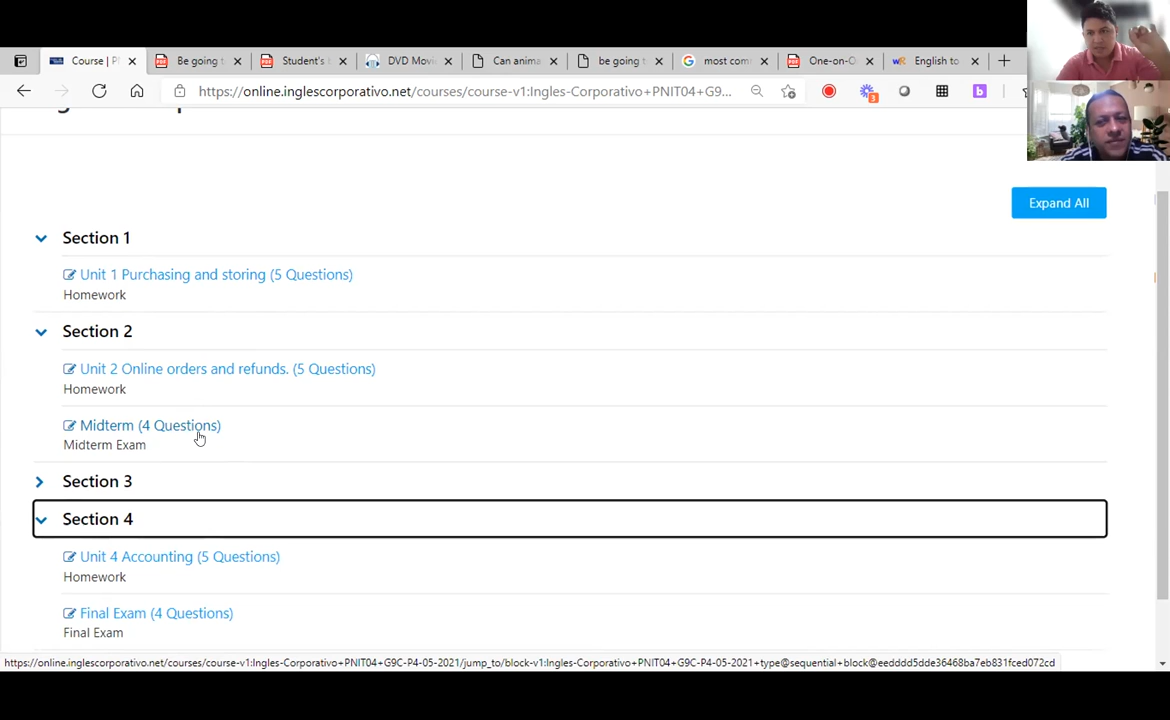 Course | P
Be going t
Student's
DVD Movi
Can anima
be going t
most com
One-on-O
English to
https://online.inglescorporativo.net/courses/course-v1:Ingles-Corporativo+PNIT04+G9...
3
Expand All
Section 1
Unit 1 Purchasing and storing (5 Questions)
Homework
Section 2
Unit 2 Online orders and refunds. (5 Questions)
Homework
Midterm (4 Questions)
Midterm Exam
Section 3
Section 4
Unit 4 Accounting (5 Questions)
Homework
Final Exam (4 Questions)
Final Exam
https://online.inglescorporativo.net/courses/course-v1:Ingles-Corporativo+PNIT04+G9C-P4-05-2021/jump_to/block-v1:Ingles-Corporativo+PNIT04+G9C-P4-05-2021+type@sequential+block@eedddd5dde36468ba7eb831fced072cd